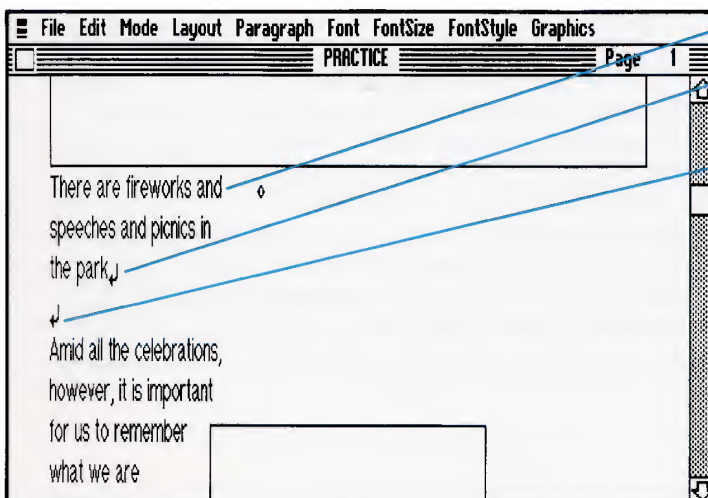 File Edit Mode Layout Paragraph Font FontSize FontStyle Graphics
PRACTICE Page 1
There are fireworks and
speeches and picnics in
the park↵
↵
Amid all the celebrations,
however, it is important
for us to remember
what we are